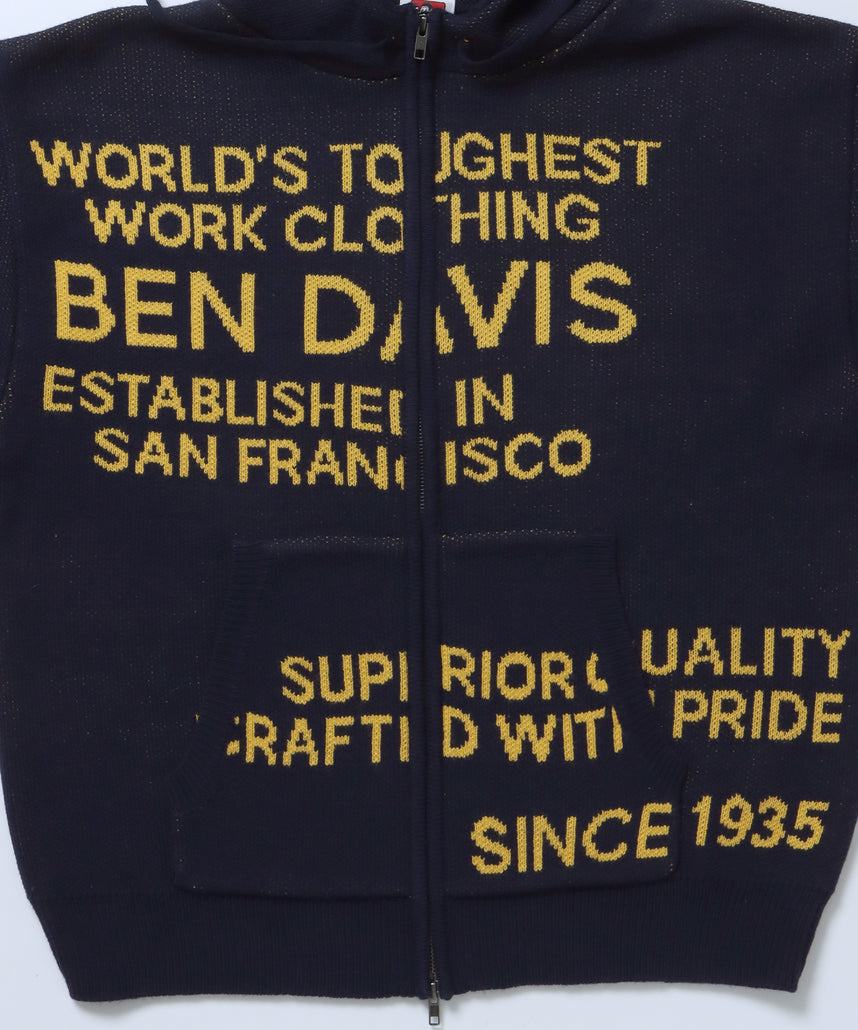 WORLD'S TOUGHEST
WORK CLOTHING
BEN DAVIS
ESTABLISHED IN
SAN FRANCISCO
SUPERIOR QUALITY
CRAFTED WITH PRIDE
SINCE 1935